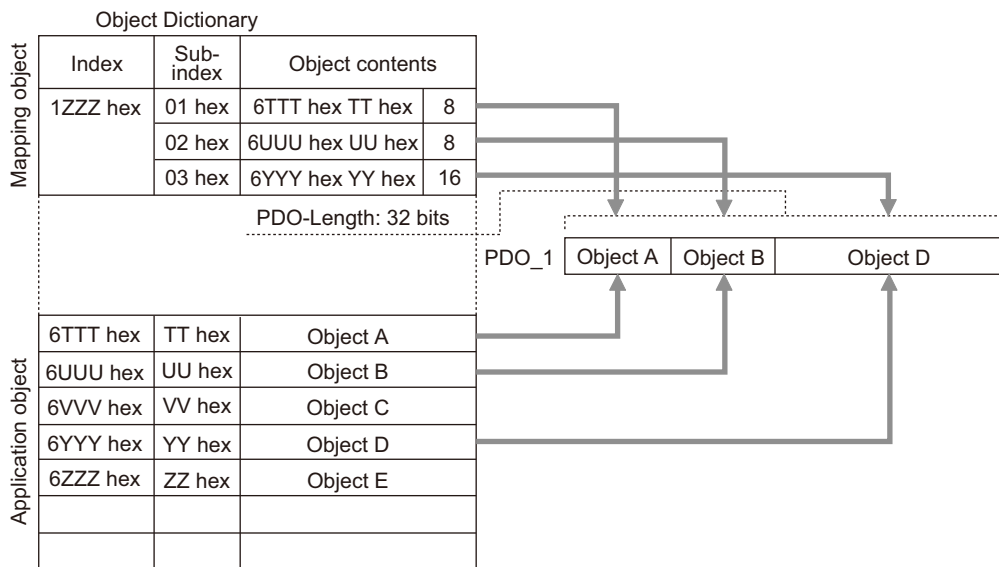 Object Dictionary
Mapping object
Index Sub-index Object contents
1ZZZ hex 01 hex 6TTT hex TT hex 8
02 hex 6UUU hex UU hex 8
03 hex 6YYY hex YY hex 16
PDO-Length: 32 bits
PDO_1 Object A Object B Object D
Application object
6TTT hex TT hex Object A
6UUU hex UU hex Object B
6VVV hex VV hex Object C
6YYY hex YY hex Object D
6ZZZ hex ZZ hex Object E